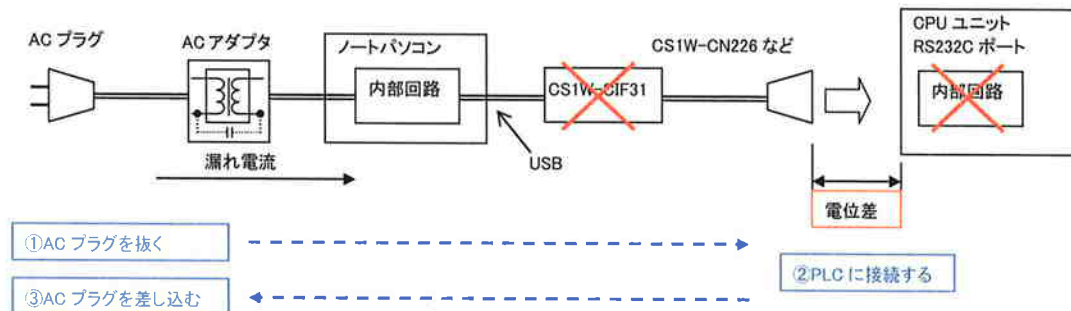 AC プラグ
AC アダプタ
ノートパソコン
内部回路
CS1W-CIF31
CS1W-CN226 など
CPU ユニット
RS232C ポート
内部回路
漏れ電流
USB
電位差
①AC プラグを抜く
②PLC に接続する
③AC プラグを差し込む